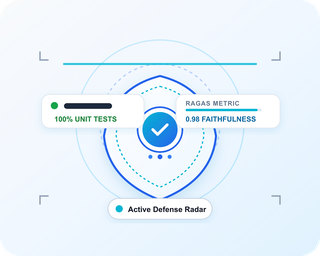 100% UNIT TESTS
RAGAS METRIC
0.98 FAITHFULNESS
Active Defense Radar